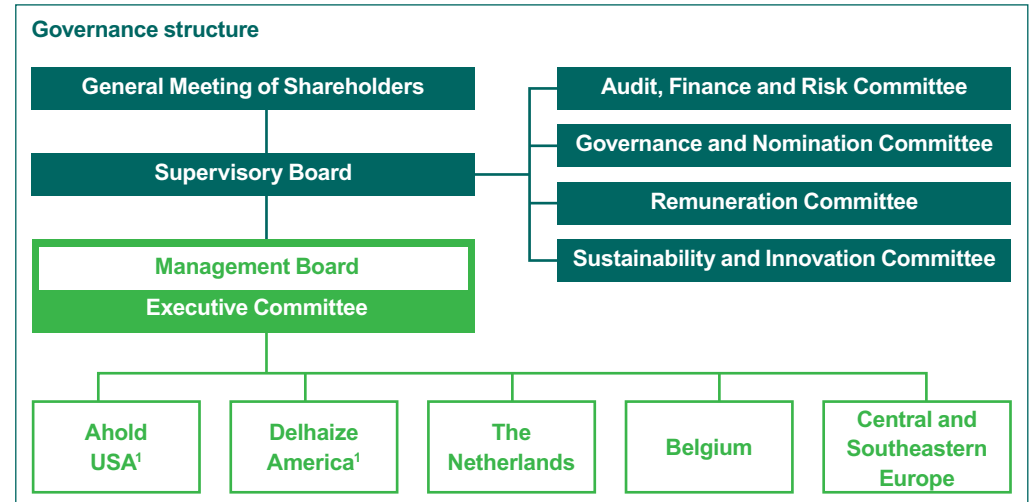 Governance structure
General Meeting of Shareholders
Supervisory Board
Management Board
Executive Committee
Audit, Finance and Risk Committee
Governance and Nomination Committee
Remuneration Committee
Sustainability and Innovation Committee
Ahold
USA¹
Delhaize
America¹
The
Netherlands
Belgium
Central and
Southeastern
Europe